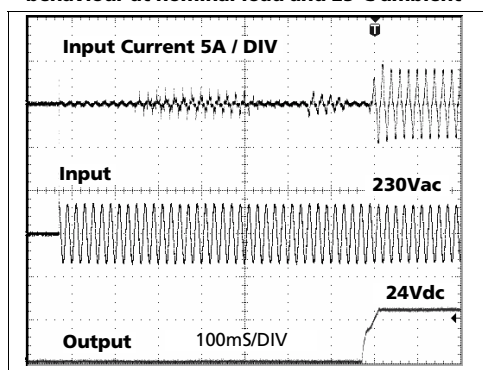 Input Current 5A / DIV
Input
230Vac
24Vdc
Output
100mS/DIV